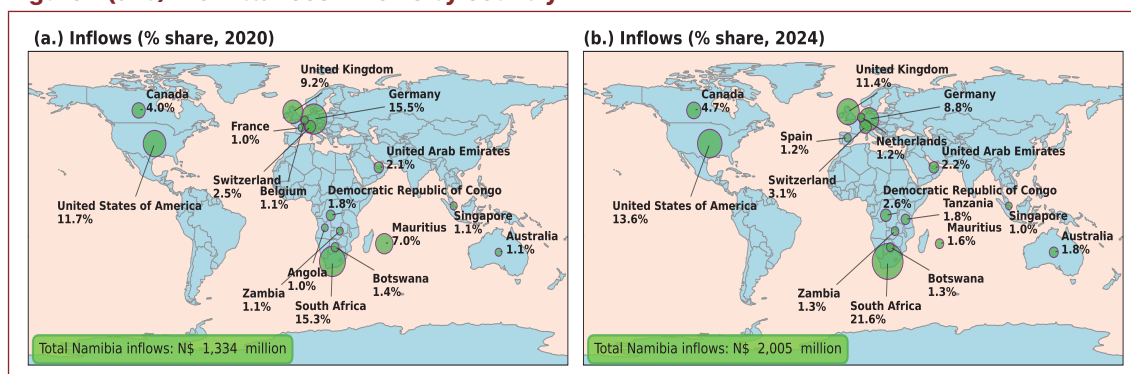 (a.) Inflows (% share, 2020)
United Kingdom
9.2%
Canada
4.0%
Germany
15.5%
France
1.0%
United Arab Emirates
2.1%
Switzerland
2.5%
Belgium
1.1%
Democratic Republic of Congo
1.8%
United States of America
11.7%
Singapore
1.1%
Mauritius
7.0%
Australia
1.1%
Angola
1.0%
Botswana
1.4%
Zambia
1.1%
South Africa
15.3%
Total Namibia inflows: N$ 1,334 million
(b.) Inflows (% share, 2024)
United Kingdom
11.4%
Canada
4.7%
Germany
8.8%
Spain
1.2%
Netherlands
1.2%
United Arab Emirates
2.2%
Switzerland
3.1%
Democratic Republic of Congo
2.6%
Tanzania
1.8%
United States of America
13.6%
Singapore
1.0%
Mauritius
1.6%
Australia
1.8%
Botswana
1.3%
Zambia
1.3%
South Africa
21.6%
Total Namibia inflows: N$ 2,005 million